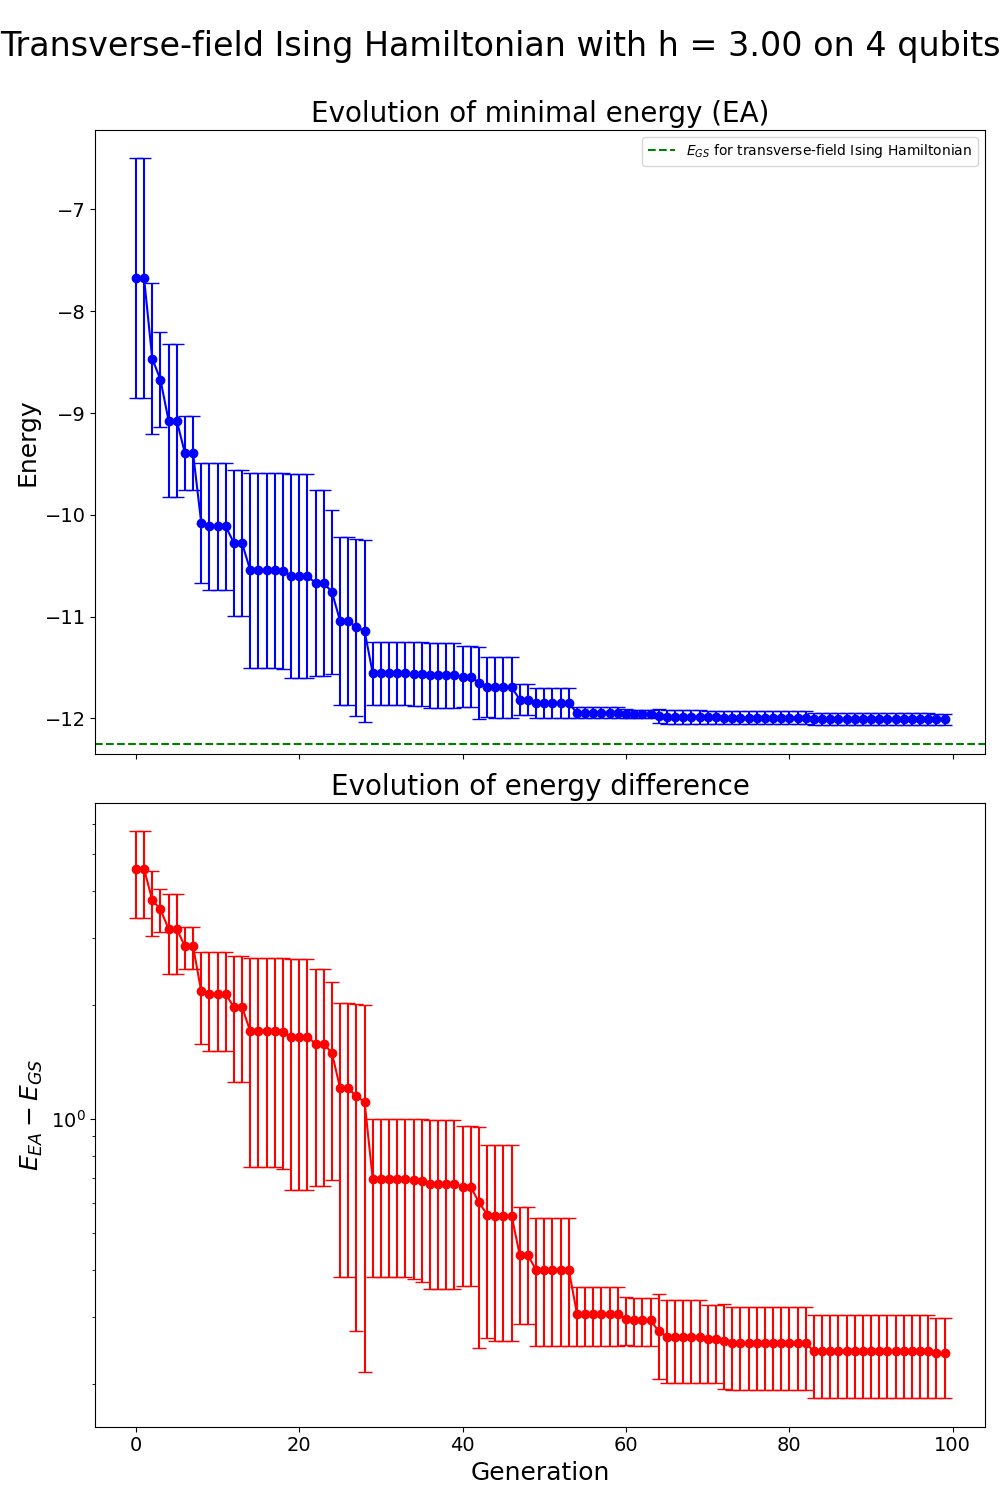 Transverse-field Ising Hamiltonian with h = 3.00 on 4 qubits
Evolution of minimal energy (EA)
E_GS for transverse-field Ising Hamiltonian
Energy
−7
−8
−9
−10
−11
−12
Evolution of energy difference
E_EA − E_GS
10^0
0 20 40 60 80 100
Generation